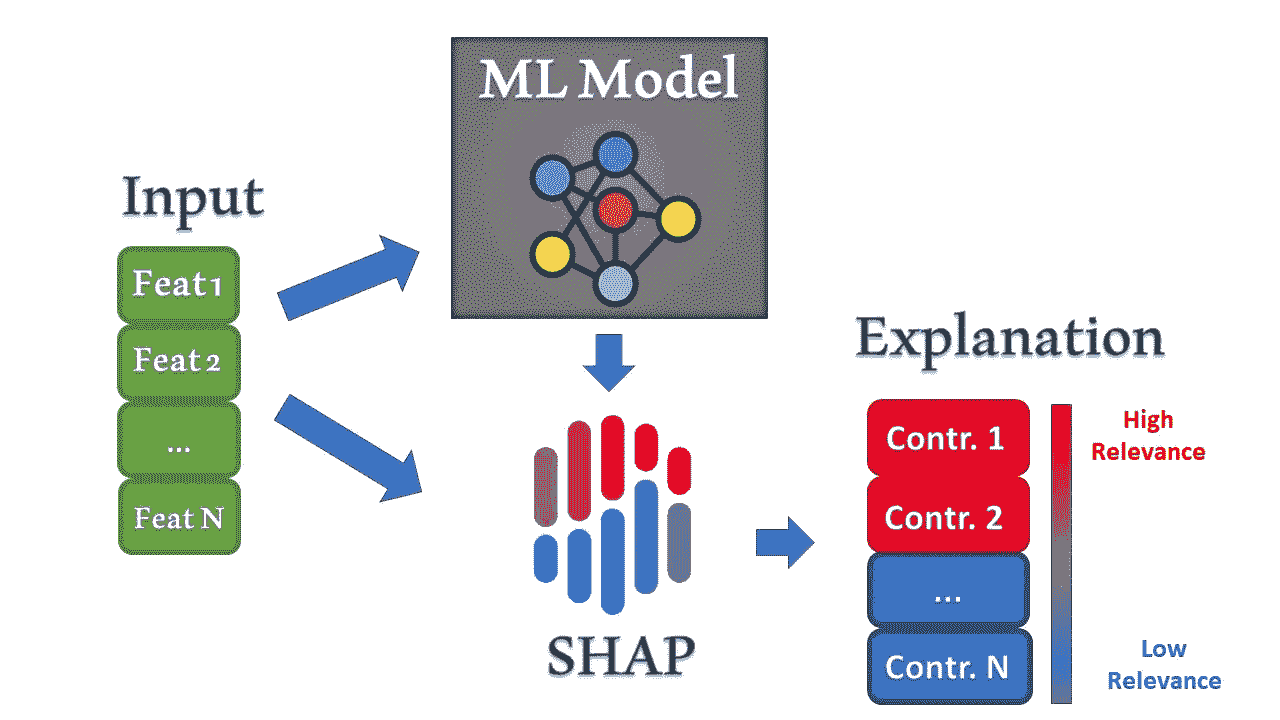 ML Model
Input
Feat 1
Feat 2
...
Feat N
SHAP
Explanation
Contr. 1
Contr. 2
...
Contr. N
High
Relevance
Low
Relevance